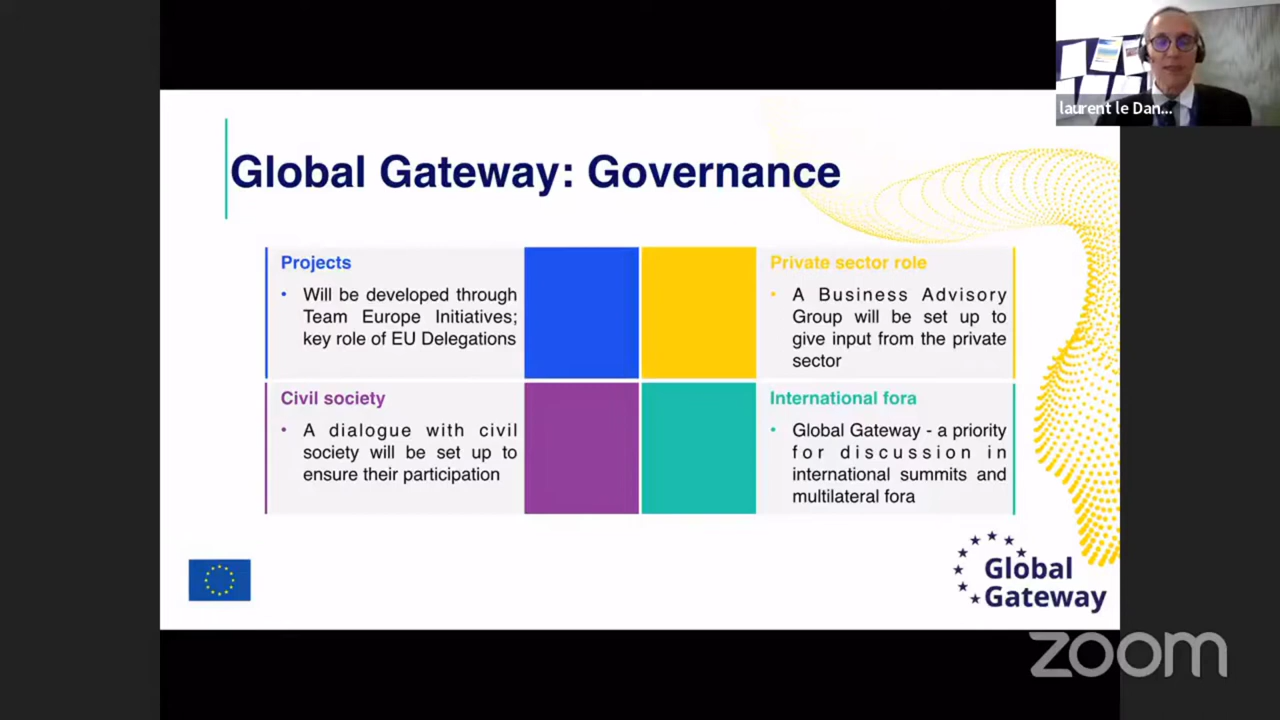 laurent le Dan...
Global Gateway: Governance
Projects
• Will be developed through
Team Europe Initiatives;
key role of EU Delegations
Private sector role
• A Business Advisory
Group will be set up to
give input from the private
sector
Civil society
• A dialogue with civil
society will be set up to
ensure their participation
International fora
• Global Gateway - a priority
for discussion in
international summits and
multilateral fora
Global
Gateway
zoom